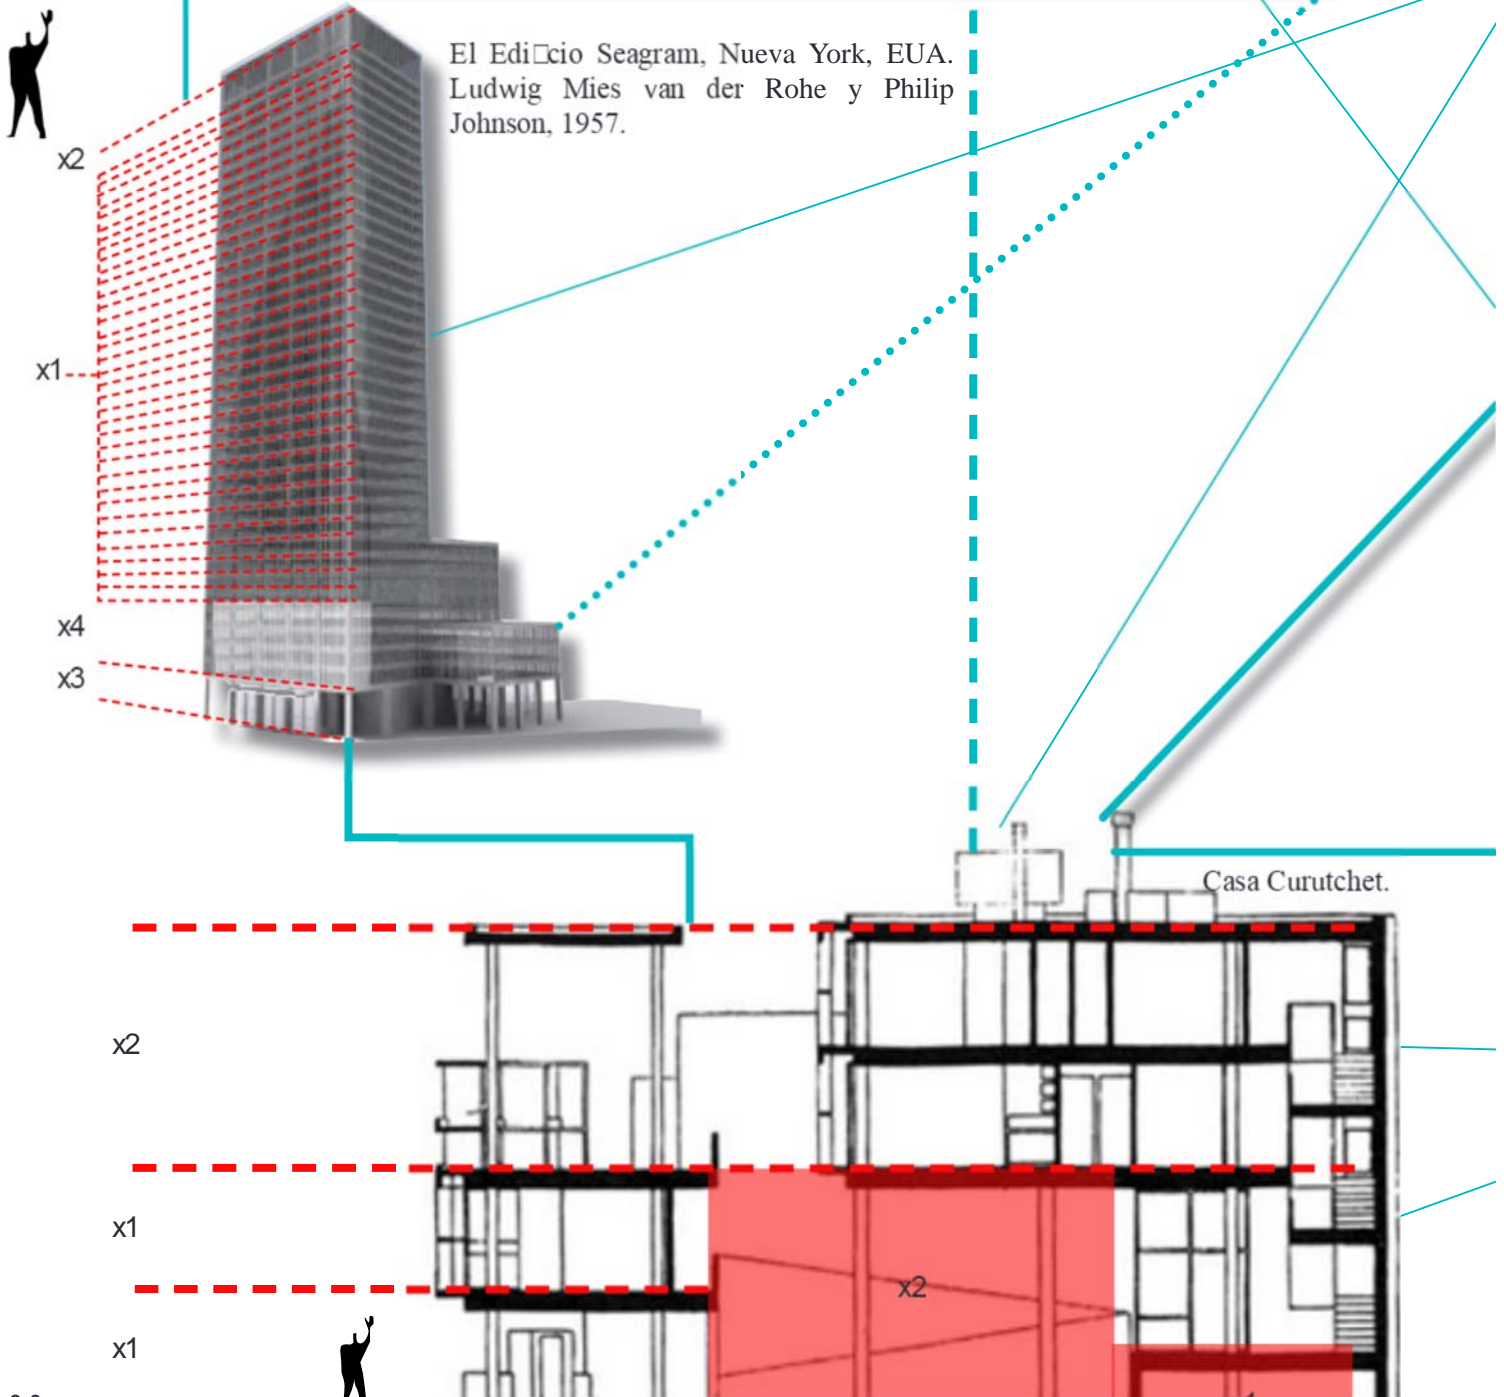 El Edi□cio Seagram, Nueva York, EUA.
Ludwig Mies van der Rohe y Philip
Johnson, 1957.
x2
x1
x4
x3
Casa Curutchet.
x2
x1
x2
x1